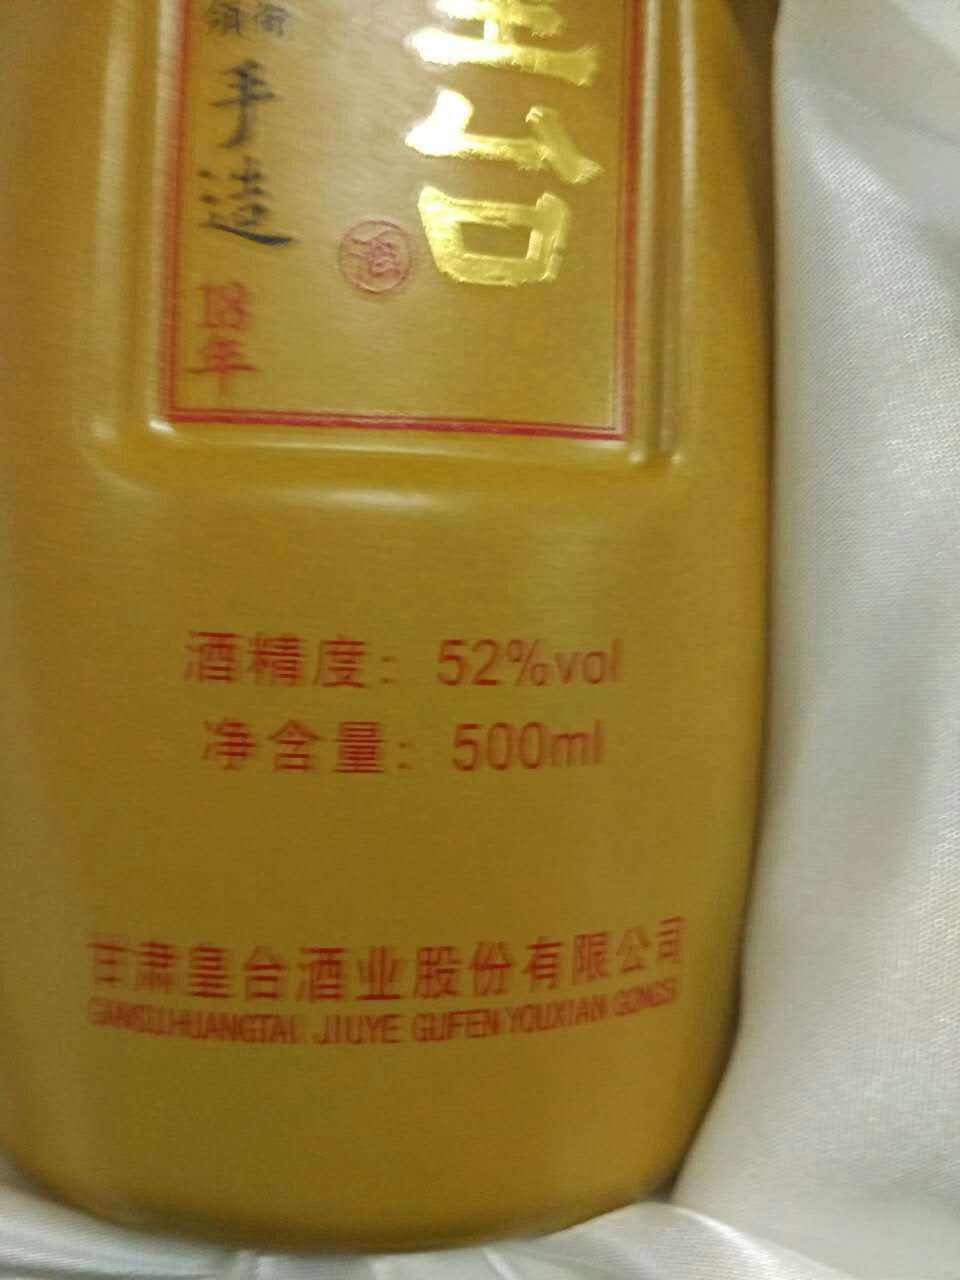 手造
18年
酒
酒精度：52%vol
净含量：500ml
甘肃皇台酒业股份有限公司
GANSUHUANGTAI JIUYE GUFEN YOUXIAN GONGSI